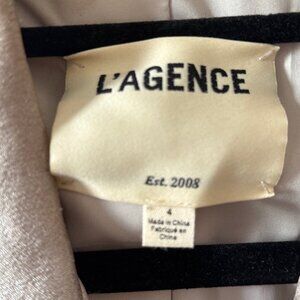 L'AGENCE
Est. 2008
4
Made in China
Fabriqué en
Chine